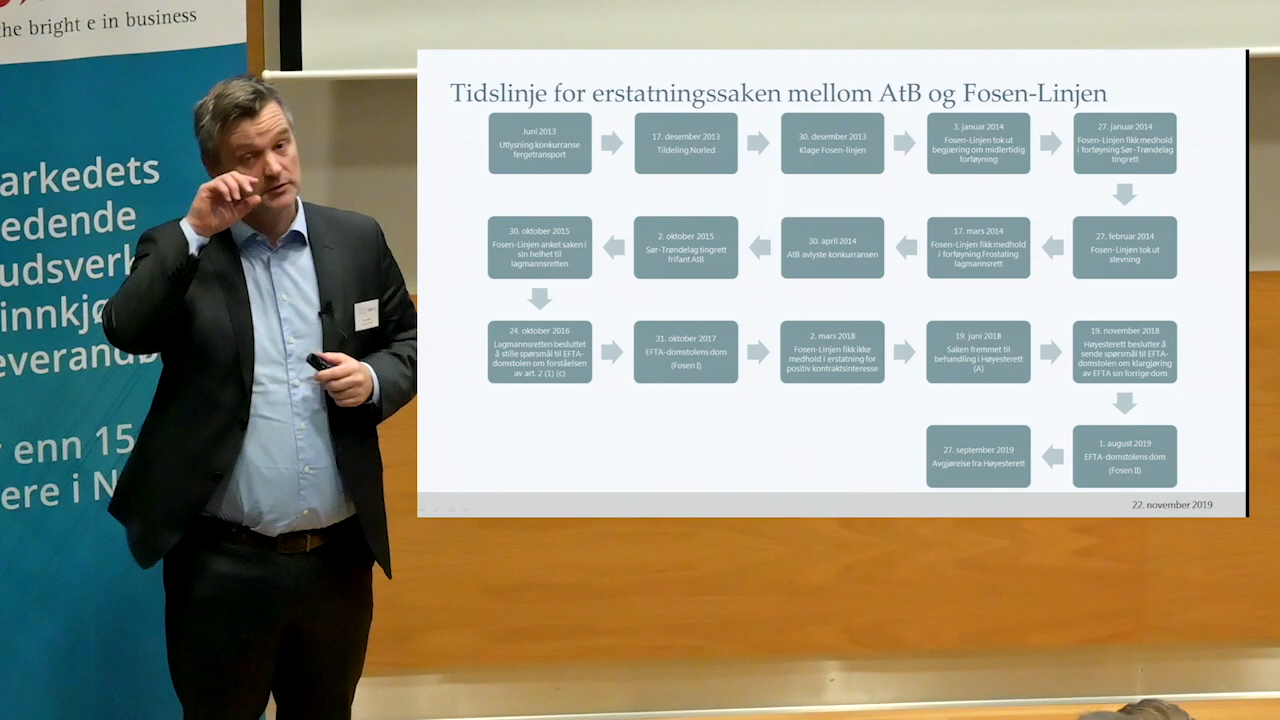 the bright e in business
arkedets
edende
udsverk
innkjø
everandø
enn 15
ere i N
Tidslinje for erstatningssaken mellom AtB og Fosen-Linjen
Juni 2013
Utlysning konkurranse
fergetransport
17. desember 2013
Tildeling Norled
30. desember 2013
Klage Fosen-linjen
3. januar 2014
Fosen-Linjen tok ut
begjæring om midlertidig
forføyning
27. januar 2014
Fosen-Linjen fikk medhold
i forføyning Sør-Trøndelag
tingrett
27. februar 2014
Fosen-Linjen tok ut
stevning
17. mars 2014
Fosen-Linjen fikk medhold
i forføyning Frostating
lagmannsrett
30. april 2014
AtB avlyste konkurransen
2. oktober 2015
Sør-Trøndelag tingrett
frifant AtB
30. oktober 2015
Fosen-Linjen anket saken i
sin helhet til
lagmannsretten
24. oktober 2016
Lagmannsretten besluttet
å stille spørsmål til EFTA-
domstolen om forståelsen
av art. 2 (1) (c)
31. oktober 2017
EFTA-domstolens dom
(Fosen I)
2. mars 2018
Fosen-Linjen fikk ikke
medhold i erstatning for
positiv kontraktsinteresse
19. juni 2018
Saken fremmet til
behandling i Høyesterett
(A)
19. november 2018
Høyesterett beslutter å
sende spørsmål til EFTA-
domstolen om klargjøring
av EFTA sin forrige dom
1. august 2019
EFTA-domstolens dom
(Fosen II)
27. september 2019
Avgjørelse fra Høyesterett
22. november 2019